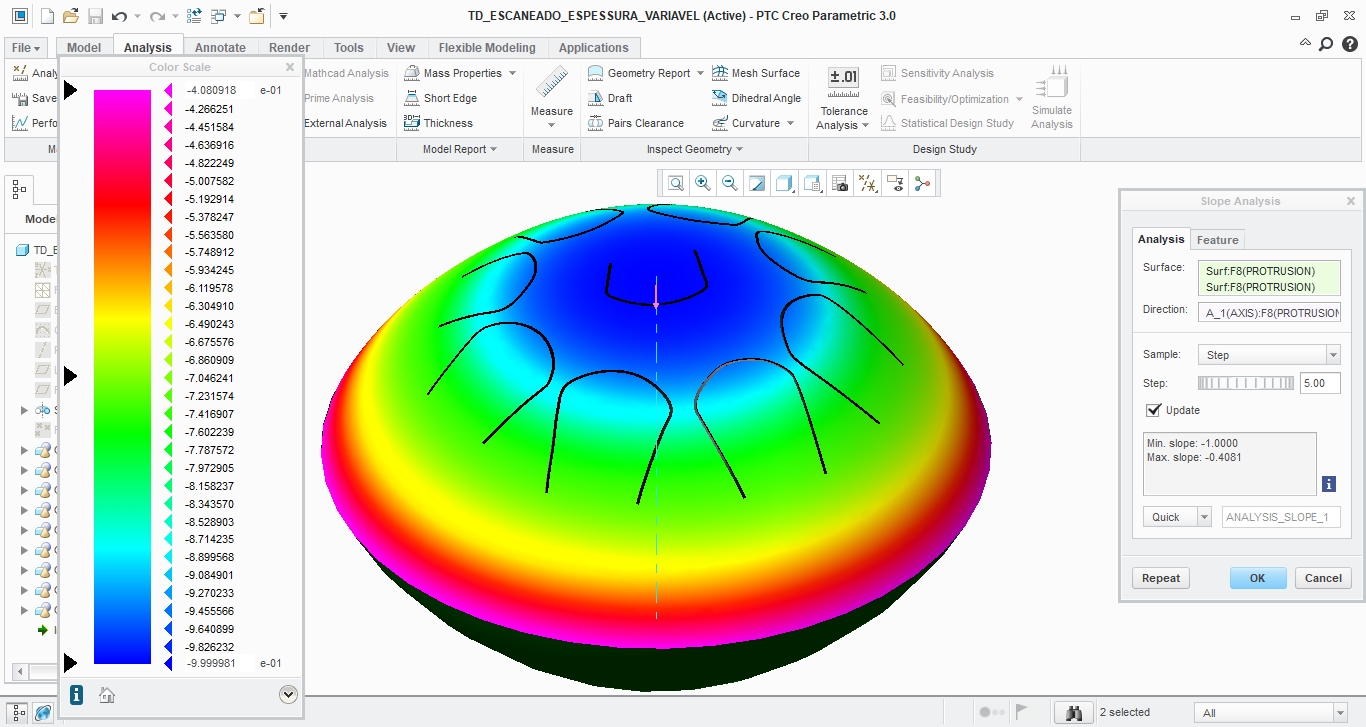 TD_ESCANEADO_ESPESSURA_VARIAVEL (Active) - PTC Creo Parametric 3.0
File Model Analysis Annotate Render Tools View Flexible Modeling Applications
Color Scale
Mathcad Analysis
Prime Analysis
External Analysis
Save
Mass Properties
Short Edge
Thickness
Model Report
Measure
Measure
Geometry Report
Draft
Pairs Clearance
Mesh Surface
Dihedral Angle
Curvature
Inspect Geometry
±.01
Tolerance
Analysis
Sensitivity Analysis
Feasibility/Optimization
Statistical Design Study
Simulate
Analysis
Design Study
-4.080918 e-01
-4.266251
-4.451584
-4.636916
-4.822249
-5.007582
-5.192914
-5.378247
-5.563580
-5.748912
-5.934245
-6.119578
-6.304910
-6.490243
-6.675576
-6.860909
-7.046241
-7.231574
-7.416907
-7.602239
-7.787572
-7.972905
-8.158237
-8.343570
-8.528903
-8.714235
-8.899568
-9.084901
-9.270233
-9.455566
-9.640899
-9.826232
-9.999981 e-01
Slope Analysis
Analysis Feature
Surface: Surf:F8(PROTRUSION)
Surf:F8(PROTRUSION)
Direction: A_1(AXIS):F8(PROTRUSION
Sample: Step
Step: 5.00
Update
Min. slope: -1.0000
Max. slope: -0.4081
Quick ANALYSIS_SLOPE_1
Repeat OK Cancel
2 selected All